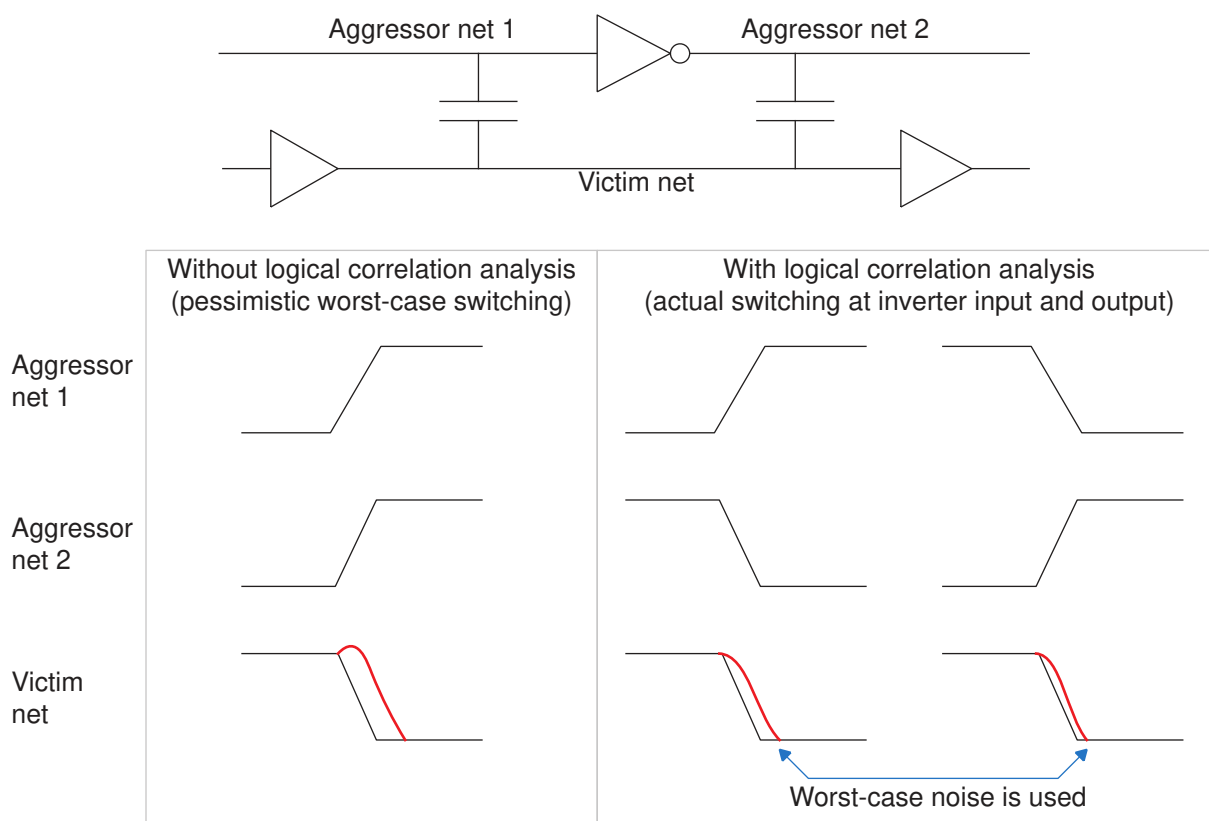 Aggressor net 1
Aggressor net 2
Victim net
Without logical correlation analysis
(pessimistic worst-case switching)
With logical correlation analysis
(actual switching at inverter input and output)
Aggressor
net 1
Aggressor
net 2
Victim
net
Worst-case noise is used